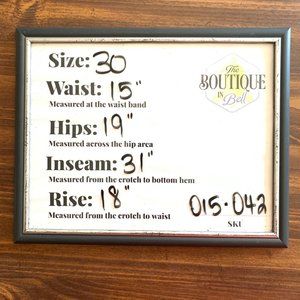 Size: 30
The
BOUTIQUE
IN
Bell
Waist: 15"
Measured at the waist band
Hips: 19"
Measured across the hip area
Inseam: 31"
Measured from the crotch to bottom hem
Rise: 18"
Measured from the crotch to waist
015.042
SKU